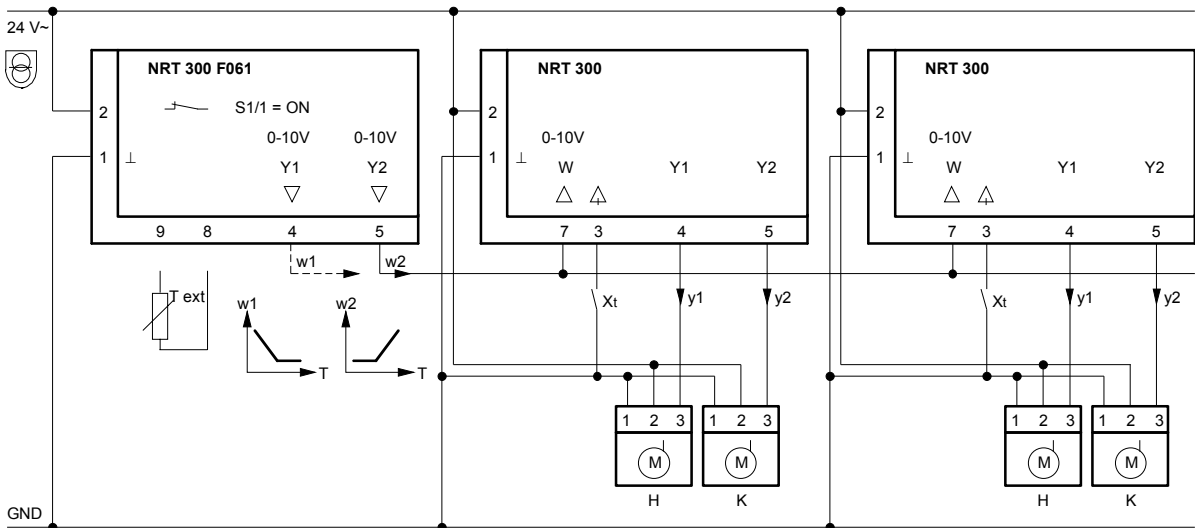 24 V~
NRT 300 F061
NRT 300
NRT 300
2
S1/1 = ON
2
2
0-10V
0-10V
0-10V
0-10V
1
⊥
Y1
Y2
1
⊥
W
Y1
Y2
1
⊥
W
Y1
Y2
9
8
4
5
7
3
4
5
7
3
4
5
w1
w2
T ext
w1
w2
Xt
y1
y2
Xt
y1
y2
T
T
1 2 3
1 2 3
1 2 3
1 2 3
M
M
M
M
H
K
H
K
GND